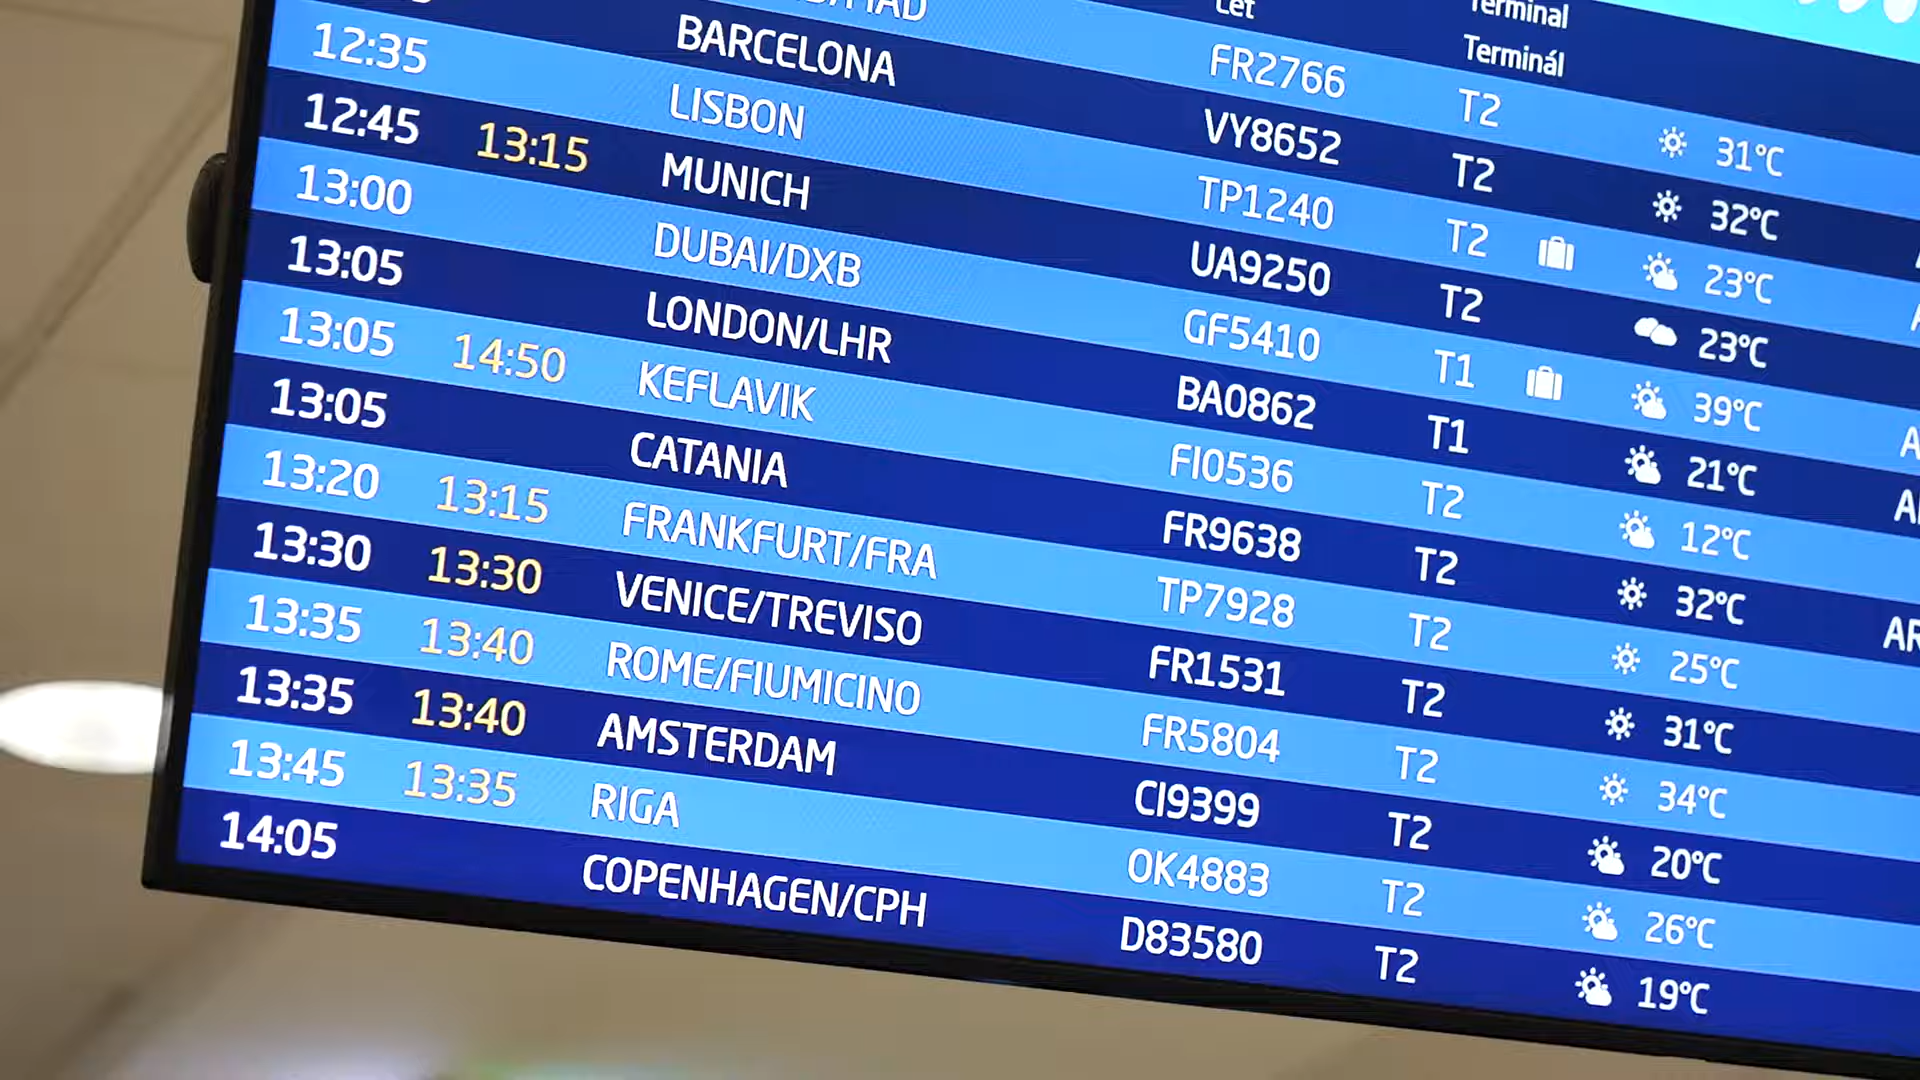 Let Terminal
Terminál
/MAD FR2766 T2 31°C
BARCELONA VY8652 T2 32°C
12:35 LISBON TP1240 T2 23°C
12:45 13:15 MUNICH UA9250 T2 23°C
13:00 DUBAI/DXB GF5410 T1 39°C
13:05 LONDON/LHR BA0862 T1 21°C
13:05 14:50 KEFLAVIK FI0536 T2 12°C
13:05 CATANIA FR9638 T2 32°C
13:20 13:15 FRANKFURT/FRA TP7928 T2 25°C
13:30 13:30 VENICE/TREVISO FR1531 T2 31°C
13:35 13:40 ROME/FIUMICINO FR5804 T2 34°C
13:35 13:40 AMSTERDAM CI9399 T2 20°C
13:45 13:35 RIGA OK4883 T2 26°C
14:05 COPENHAGEN/CPH D83580 T2 19°C